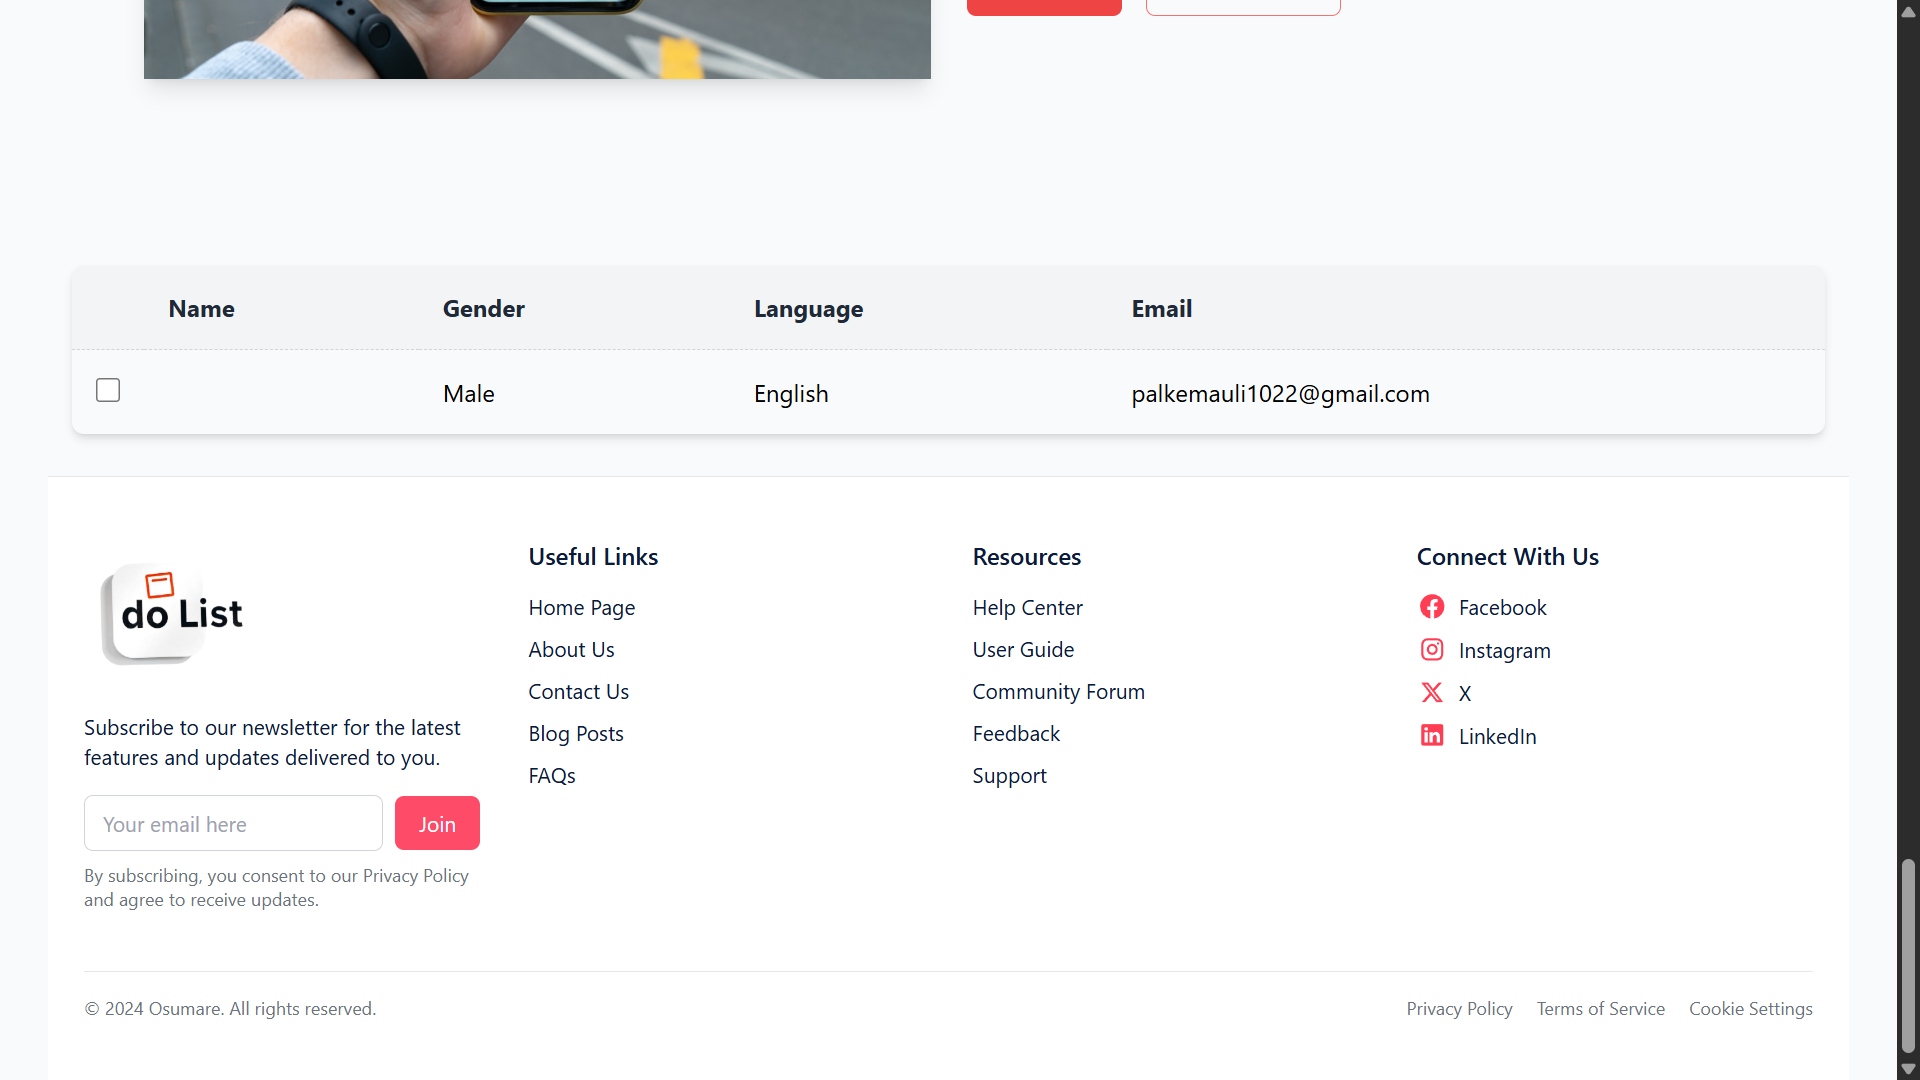 Name Gender Language Email
Male English palkemauli1022@gmail.com
do List
Subscribe to our newsletter for the latest
features and updates delivered to you.
Your email here
Join
By subscribing, you consent to our Privacy Policy
and agree to receive updates.
Useful Links
Home Page
About Us
Contact Us
Blog Posts
FAQs
Resources
Help Center
User Guide
Community Forum
Feedback
Support
Connect With Us
Facebook
Instagram
X
LinkedIn
© 2024 Osumare. All rights reserved.
Privacy Policy Terms of Service Cookie Settings